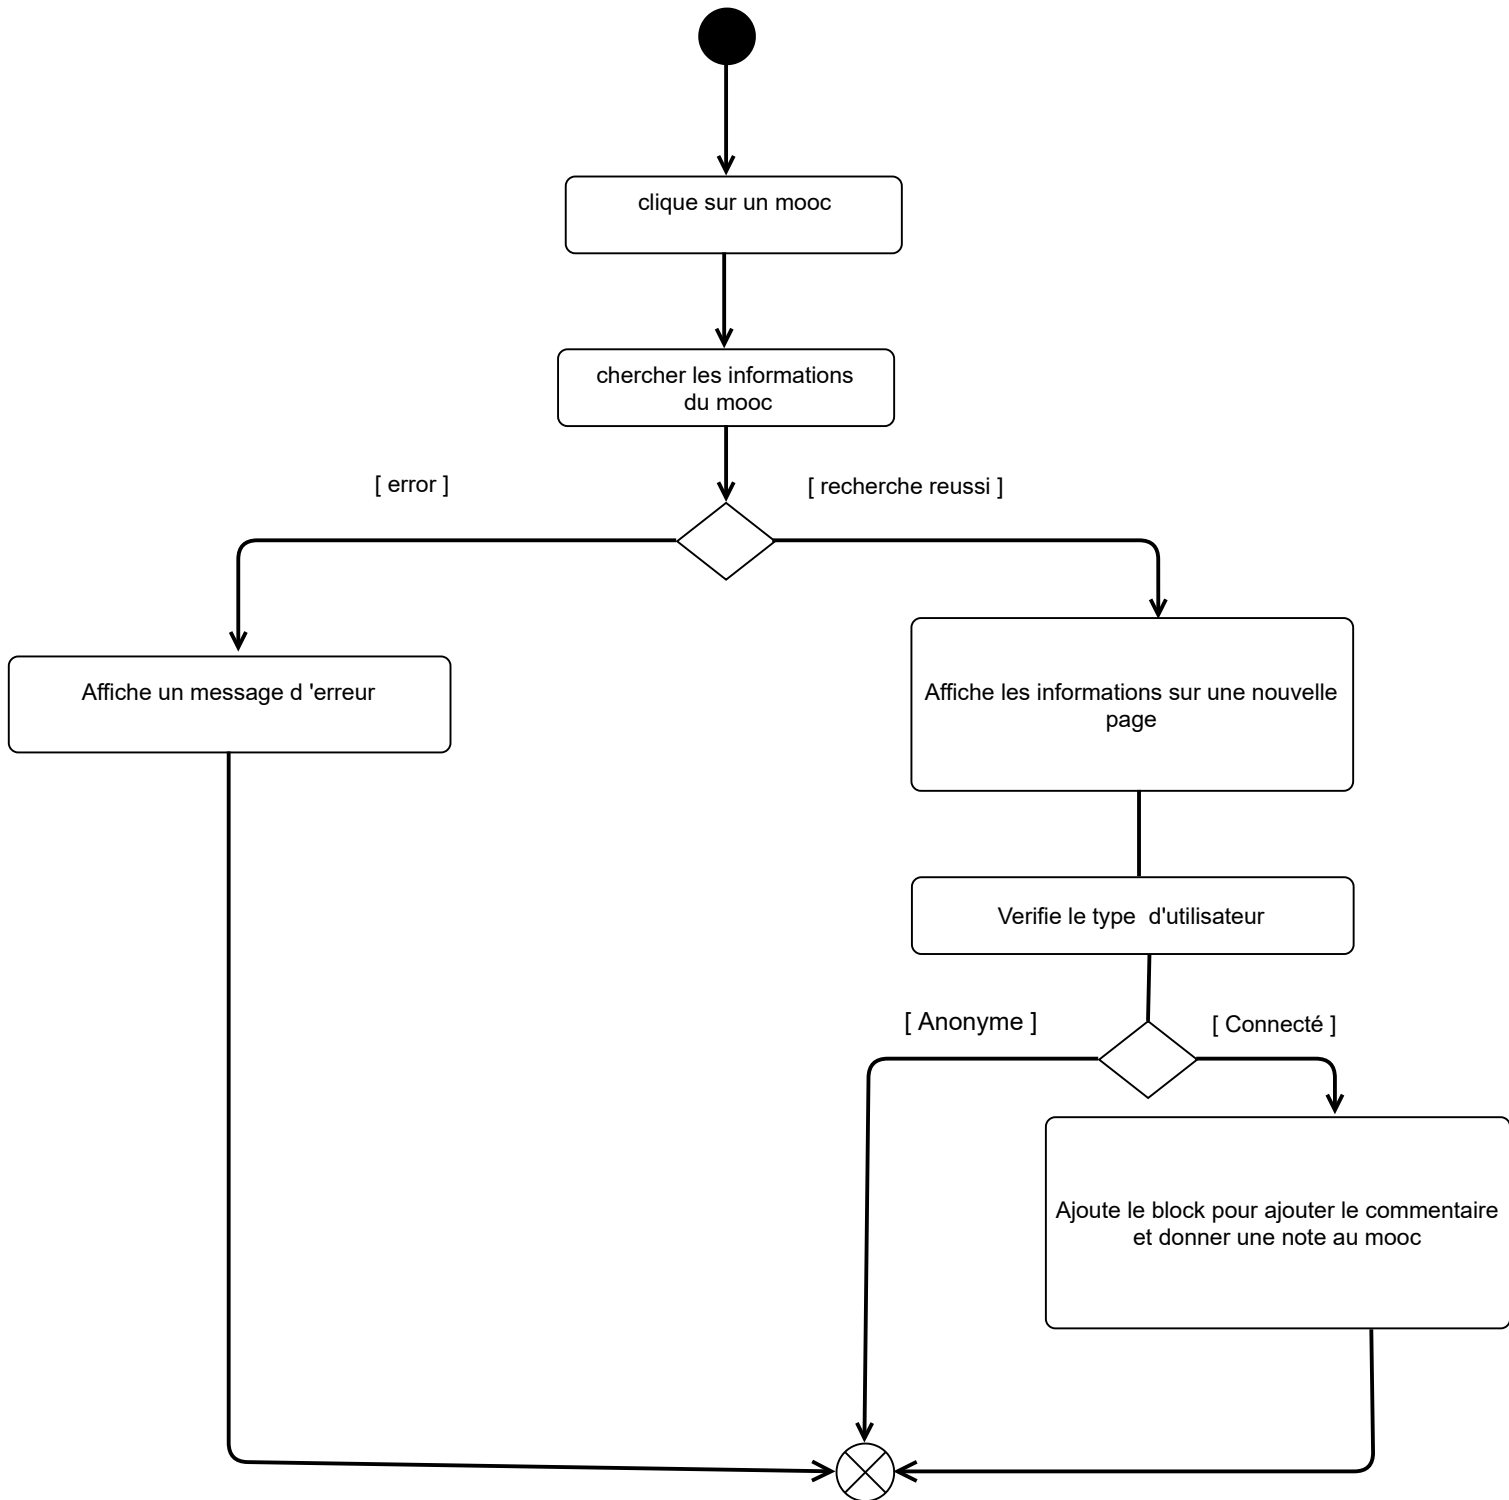 clique sur un mooc
chercher les informations
du mooc
[ error ]
[ recherche reussi ]
Affiche un message d 'erreur
Affiche les informations sur une nouvelle
page
Verifie le type  d'utilisateur
[ Anonyme ]
[ Connecté ]
Ajoute le block pour ajouter le commentaire
et donner une note au mooc